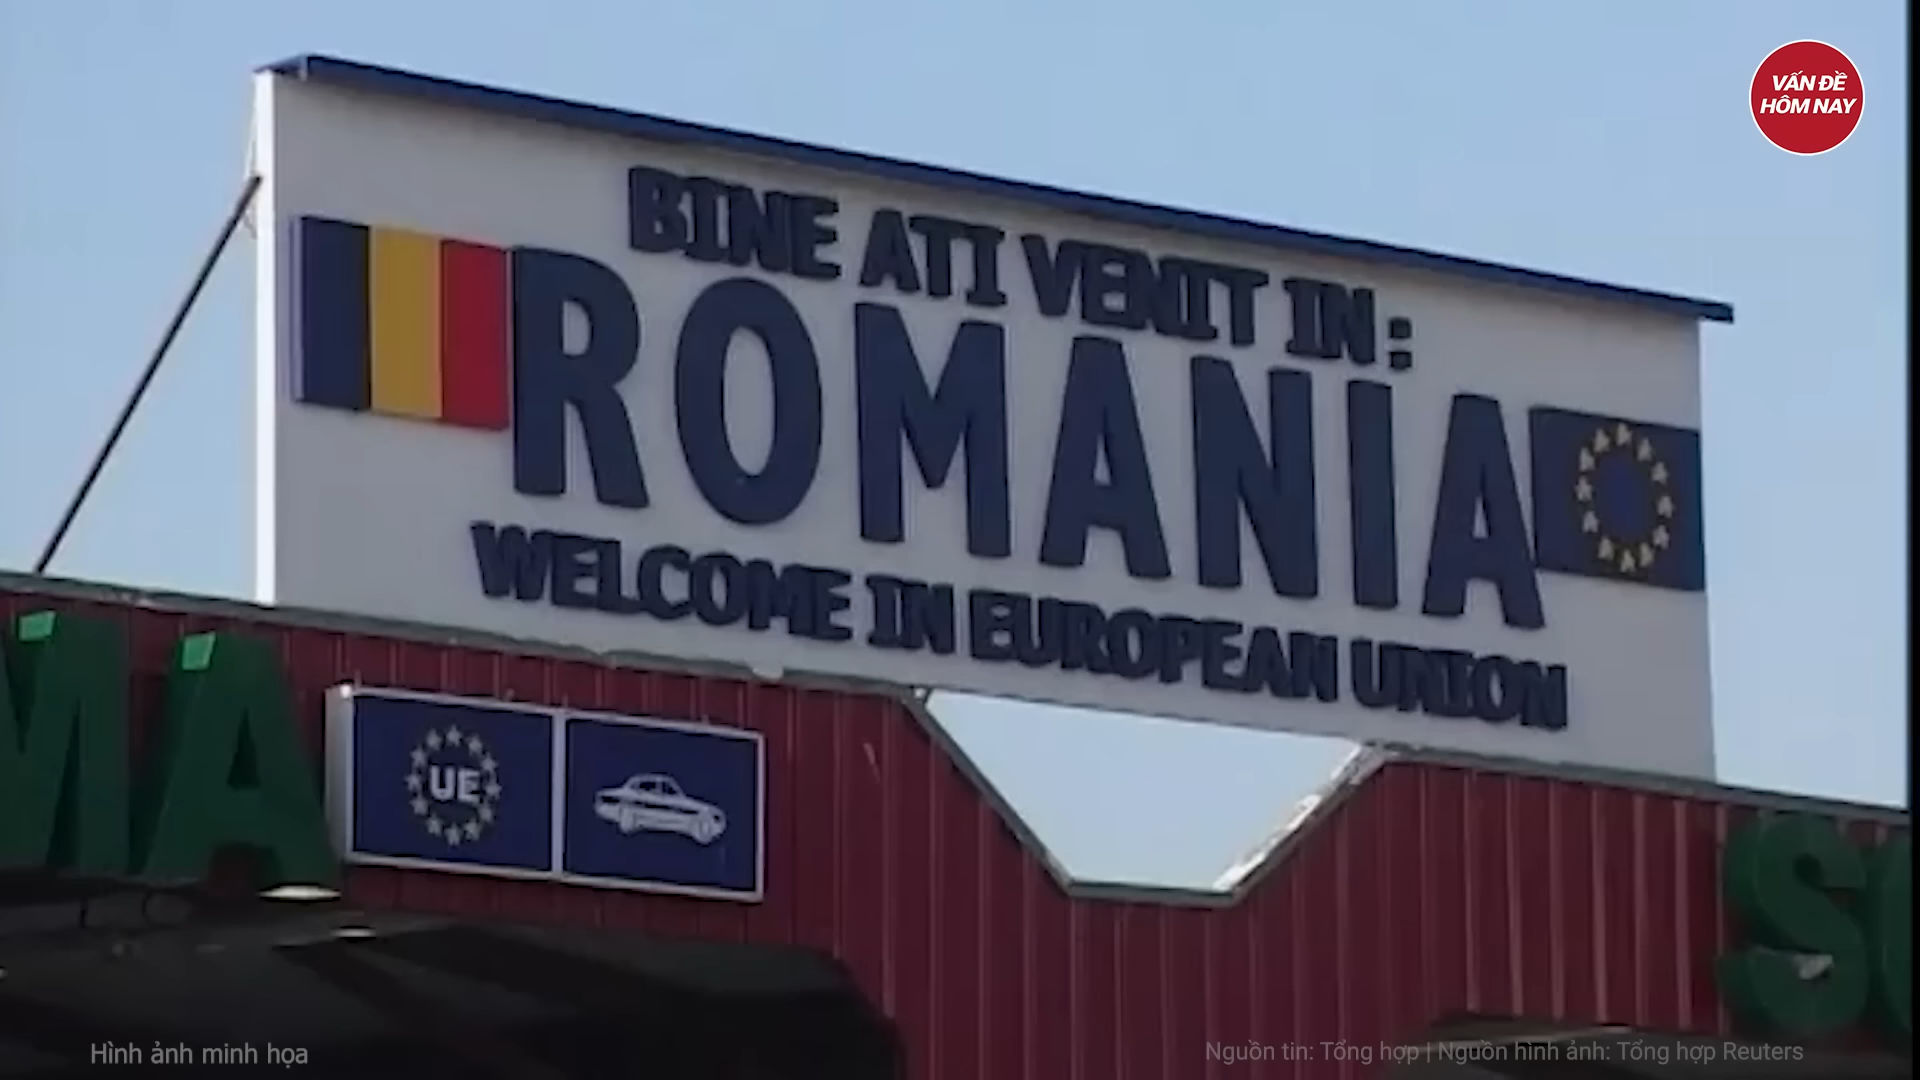 VẤN ĐỀ
HÔM NAY
BINE ATI VENIT IN:
ROMANIA
WELCOME IN EUROPEAN UNION
UE
Hình ảnh minh họa
Nguồn tin: Tổng hợp | Nguồn hình ảnh: Tổng hợp Reuters